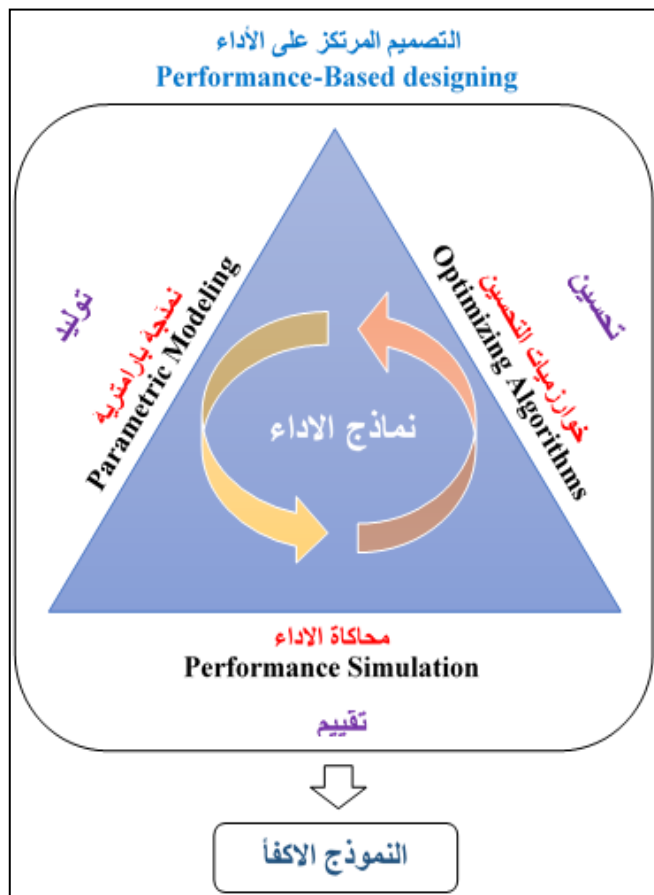 التصميم المرتكز على الأداء
Performance-Based designing
توليد
نمذجة بارامتريه
Parametric Modeling
تحسين
خوارزميات التحسين
Optimizing Algorithms
نماذج الاداء
محاكاة الاداء
Performance Simulation
تقييم
النموذج الاكفأ